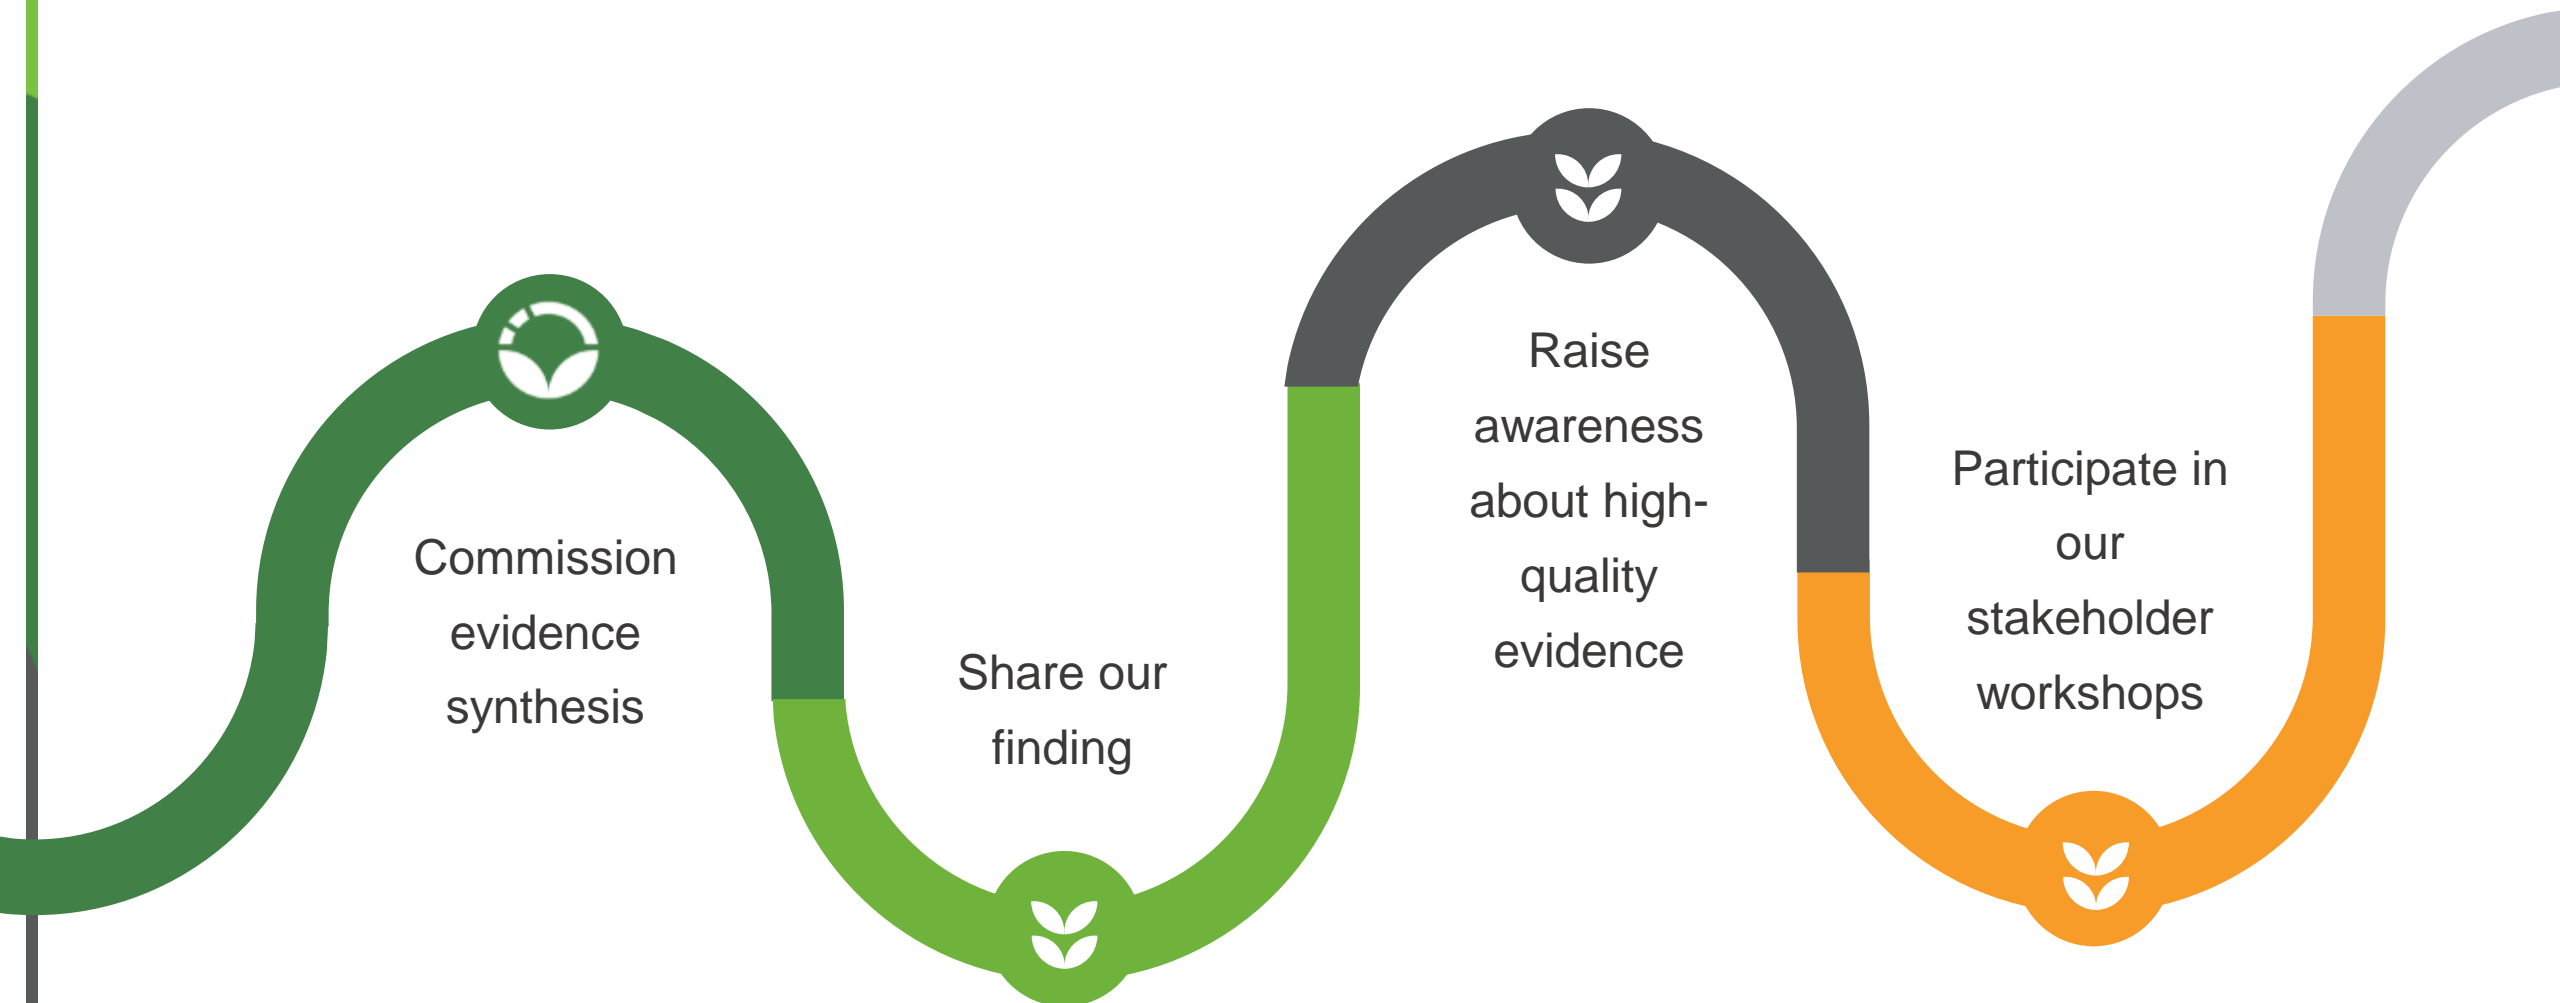 Commission
evidence
synthesis
Share our
finding
Raise
awareness
about high-
quality
evidence
Participate in
our
stakeholder
workshops